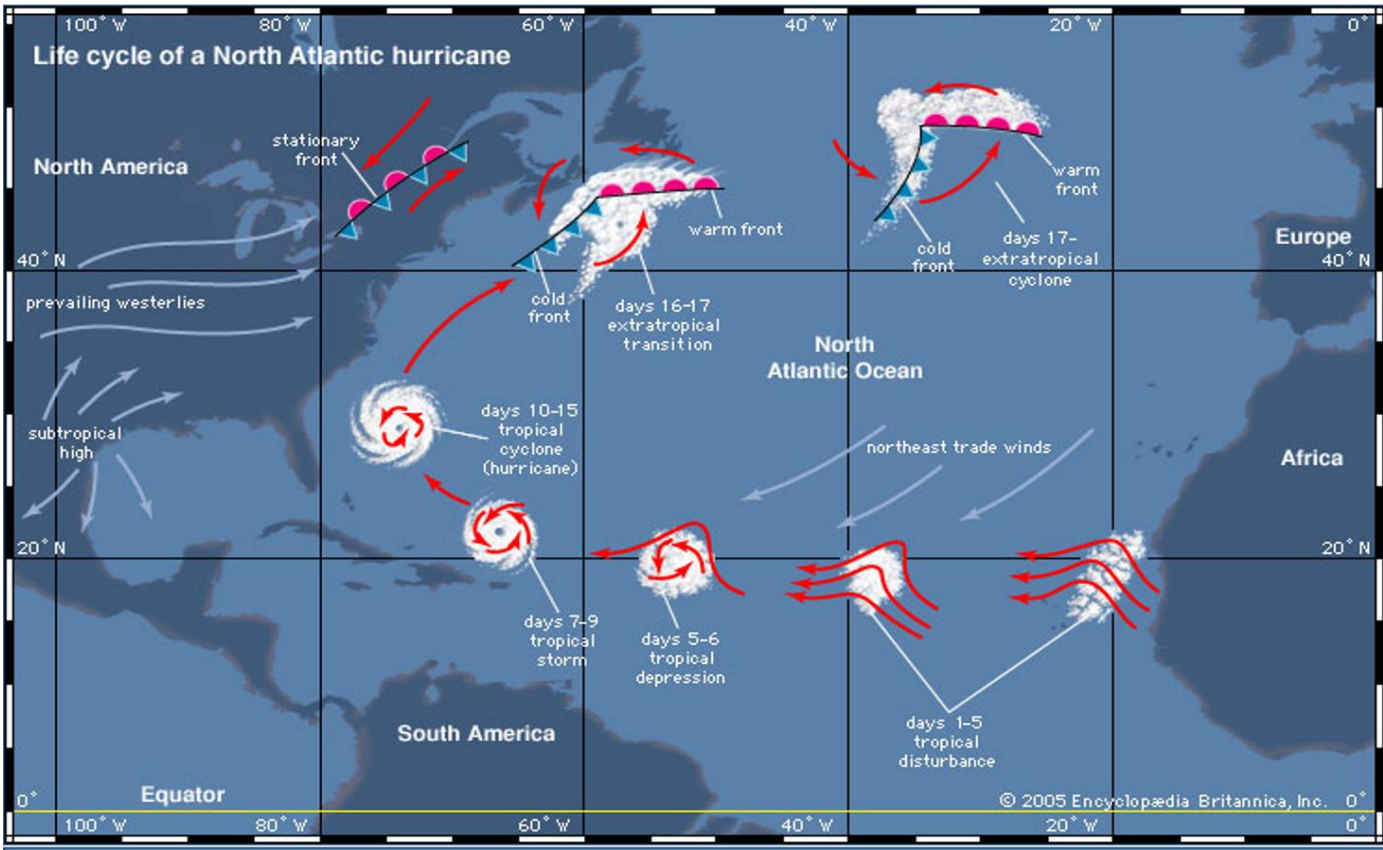 100° W
80° W
60° W
40° W
20° W
0°
Life cycle of a North Atlantic hurricane
North America
stationary
front
warm front
warm
front
cold
front
days 17–
extratropical
cyclone
Europe
40° N
40° N
prevailing westerlies
cold
front
days 16–17
extratropical
transition
North
Atlantic Ocean
subtropical
high
days 10–15
tropical
cyclone
(hurricane)
northeast trade winds
Africa
20° N
20° N
days 7–9
tropical
storm
days 5–6
tropical
depression
days 1–5
tropical
disturbance
South America
Equator
0°
© 2005 Encyclopædia Britannica, Inc.
0°
100° W
80° W
60° W
40° W
20° W
0°